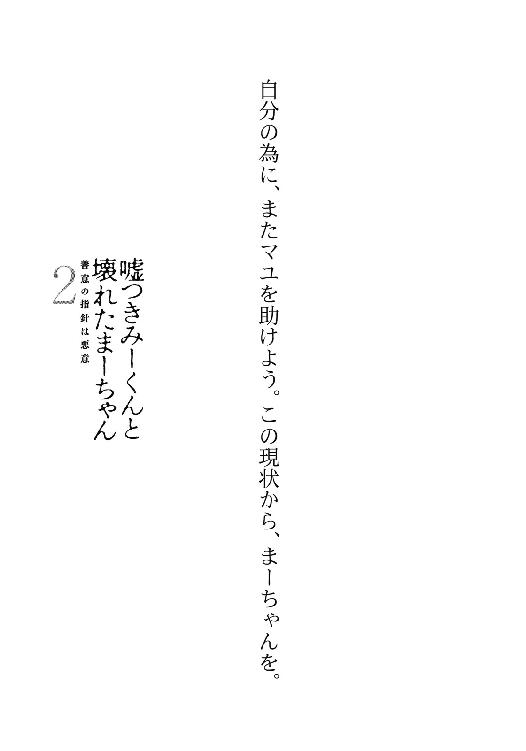 自分の為に、またマユを助けよう。この現状から、まーちゃんを。
嘘つきみーくんと
壊れたまーちゃん
善意の指針は悪意
2